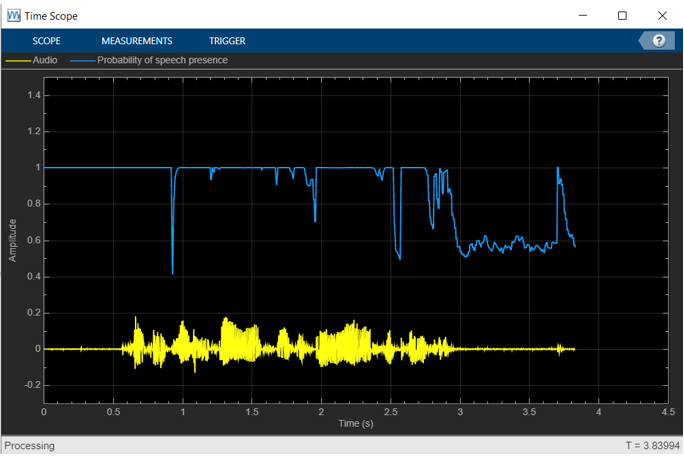 Time Scope
SCOPE MEASUREMENTS TRIGGER ?
Audio Probability of speech presence
1.4
1.2
1
0.8
0.6
0.4
0.2
0
-0.2
Amplitude
0 0.5 1 1.5 2 2.5 3 3.5 4 4.5
Time (s)
Processing T = 3.83994